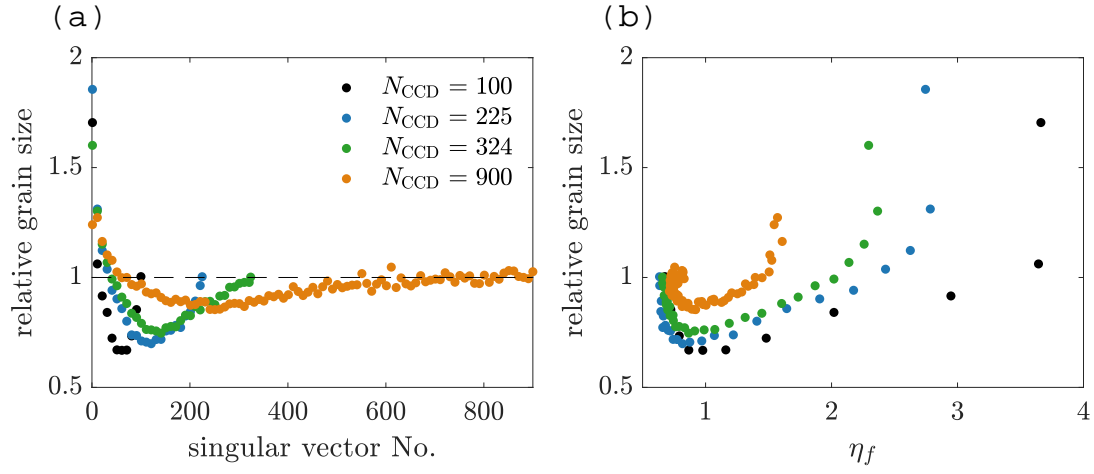 (a)
(b)
2
1.5
1
0.5
relative grain size
0 200 400 600 800
singular vector No.
N_CCD = 100
N_CCD = 225
N_CCD = 324
N_CCD = 900
2
1.5
1
0.5
relative grain size
1 2 3 4
η_f